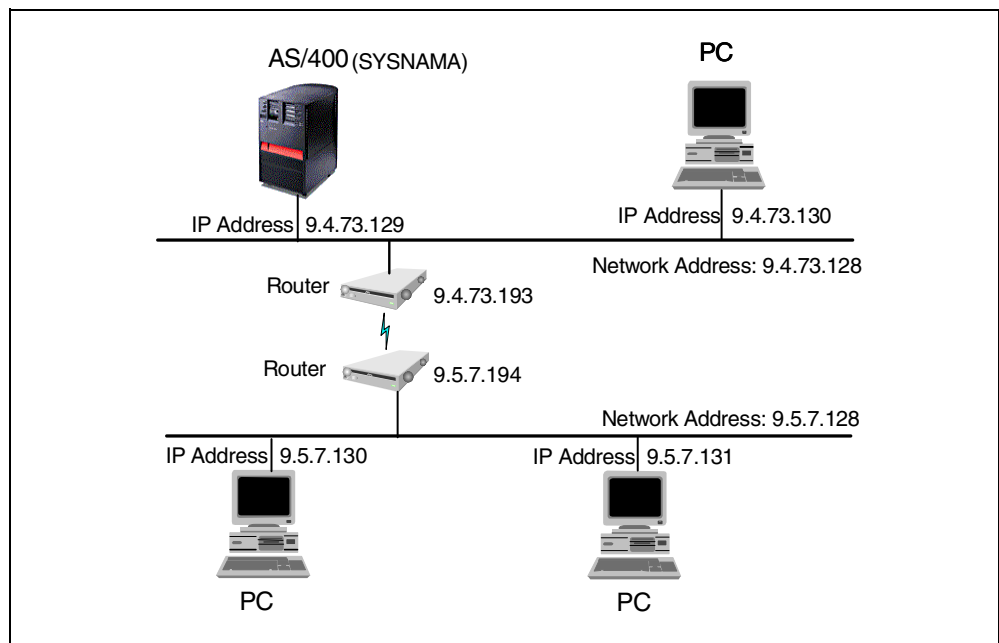 AS/400 (SYSNAMA)
PC
IP Address 9.4.73.129
IP Address 9.4.73.130
Network Address: 9.4.73.128
Router
9.4.73.193
Router
9.5.7.194
Network Address: 9.5.7.128
IP Address 9.5.7.130
IP Address 9.5.7.131
PC
PC